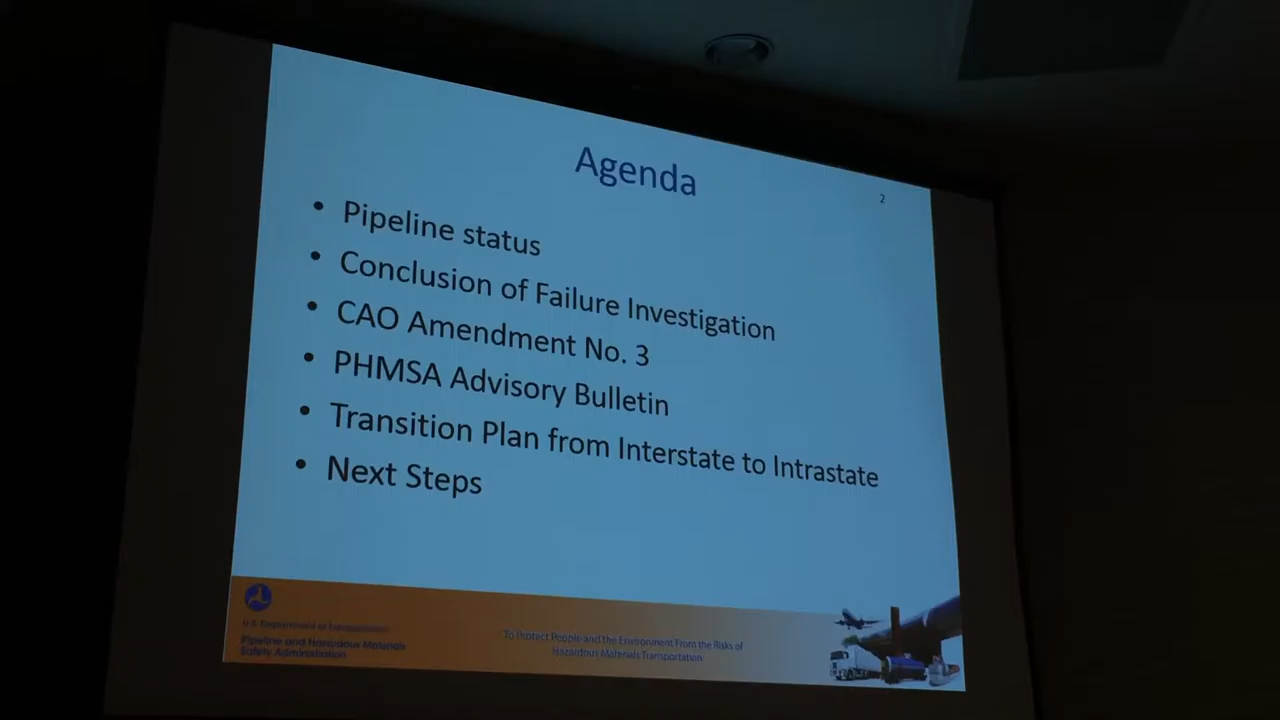 Agenda
2
• Pipeline status
• Conclusion of Failure Investigation
• CAO Amendment No. 3
• PHMSA Advisory Bulletin
• Transition Plan from Interstate to Intrastate
• Next Steps
U.S. Department of Transportation
Pipeline and Hazardous Materials
Safety Administration
To Protect People and the Environment From the Risks of
Hazardous Materials Transportation